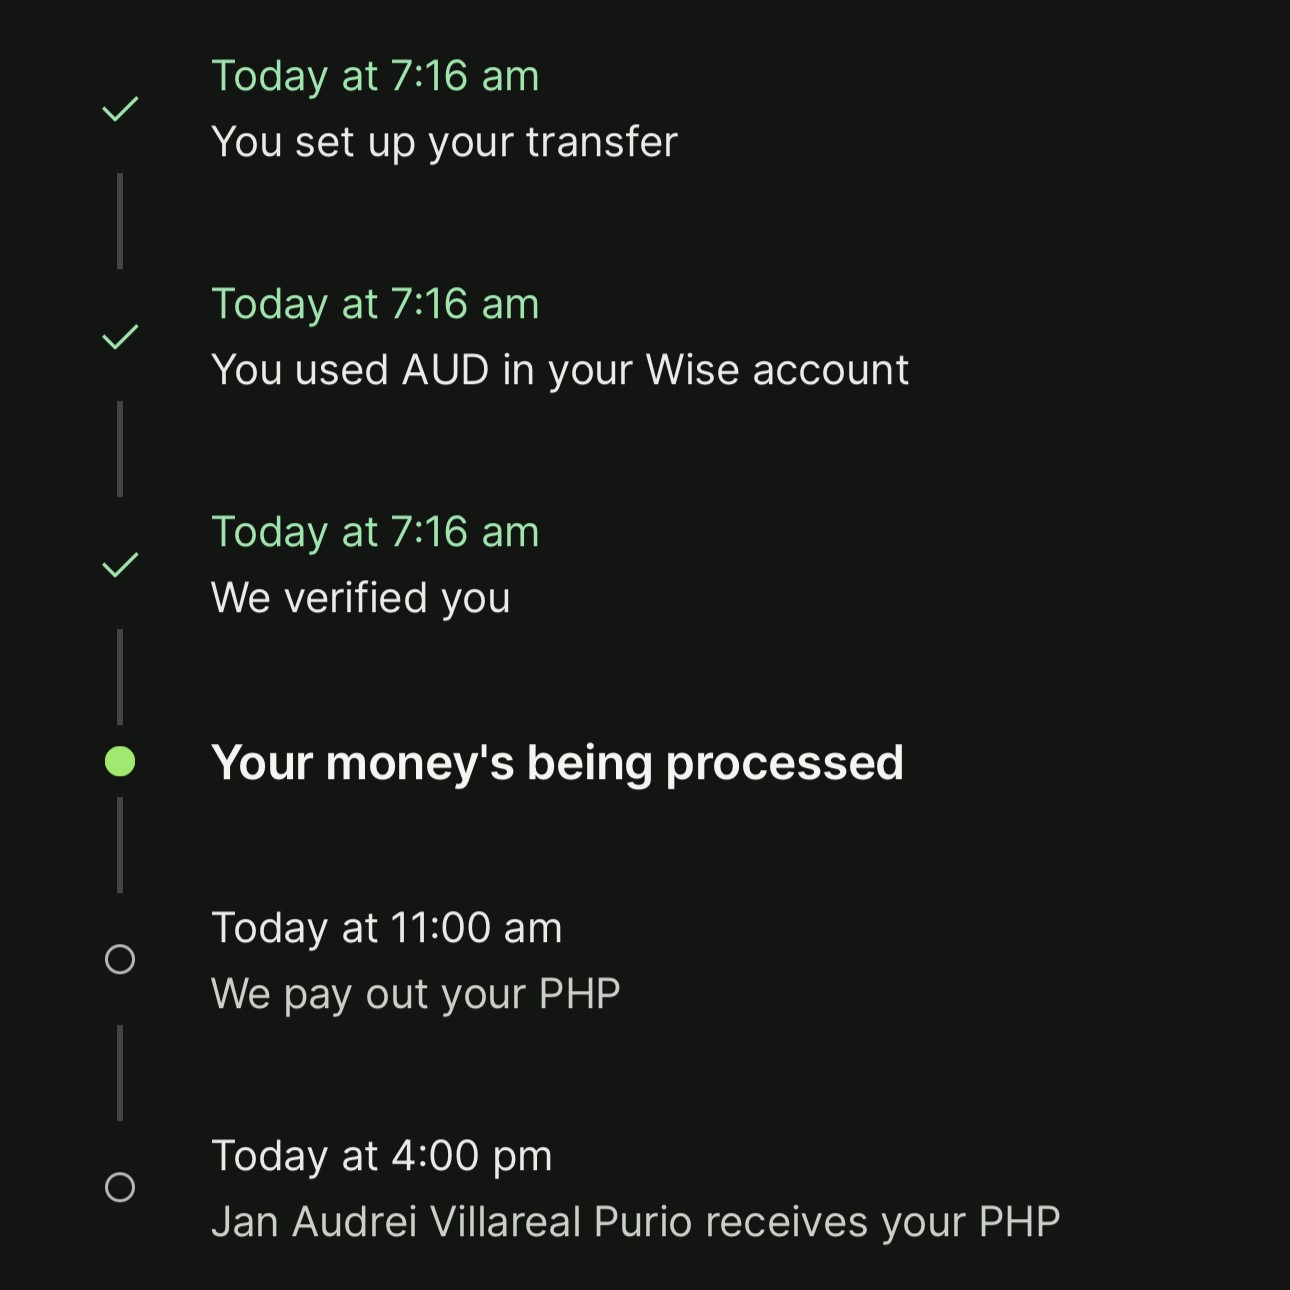 Today at 7:16 am
You set up your transfer
Today at 7:16 am
You used AUD in your Wise account
Today at 7:16 am
We verified you
Your money's being processed
Today at 11:00 am
We pay out your PHP
Today at 4:00 pm
Jan Audrei Villareal Purio receives your PHP